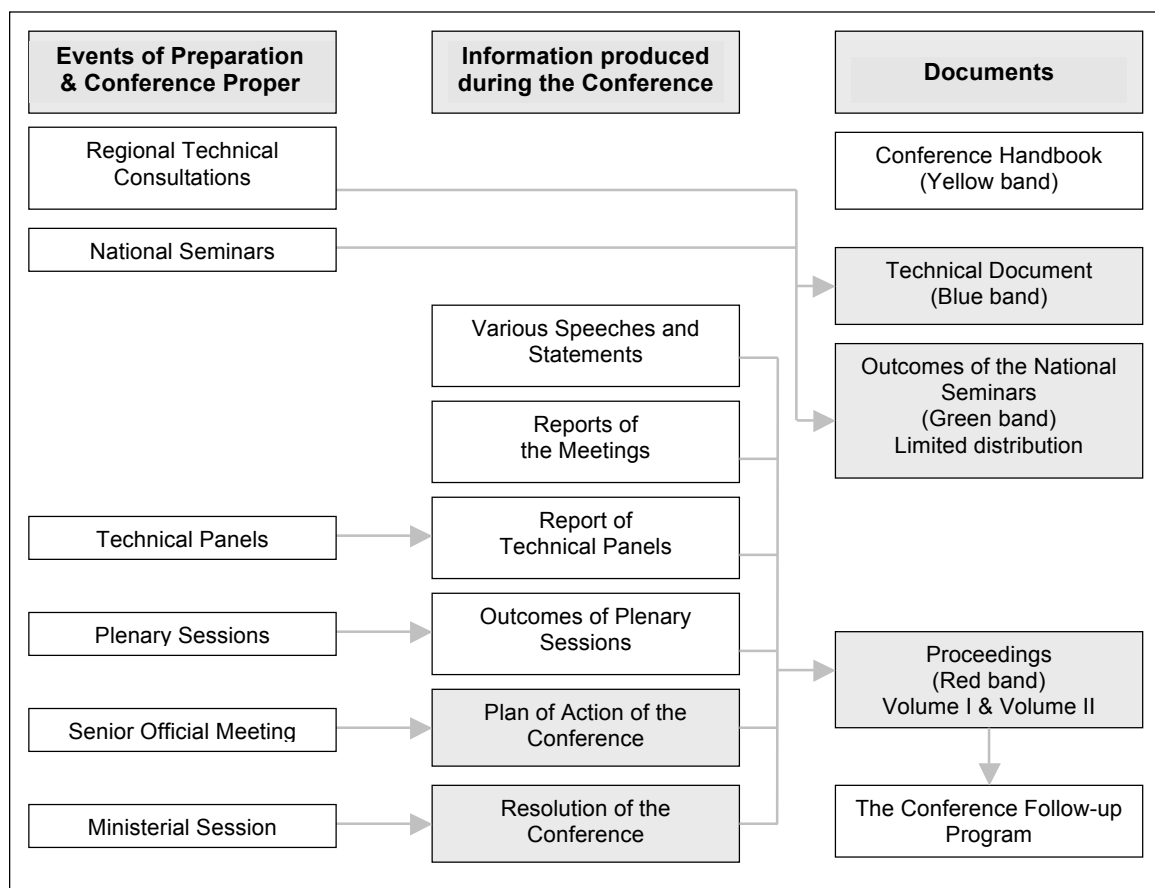 Events of Preparation
& Conference Proper
Information produced
during the Conference
Documents
Regional Technical
Consultations
Conference Handbook
(Yellow band)
National Seminars
Technical Document
(Blue band)
Various Speeches and
Statements
Outcomes of the National
Seminars
(Green band)
Limited distribution
Reports of
the Meetings
Technical Panels
Report of
Technical Panels
Plenary Sessions
Outcomes of Plenary
Sessions
Proceedings
(Red band)
Volume I & Volume II
Senior Official Meeting
Plan of Action of the
Conference
Ministerial Session
Resolution of the
Conference
The Conference Follow-up
Program